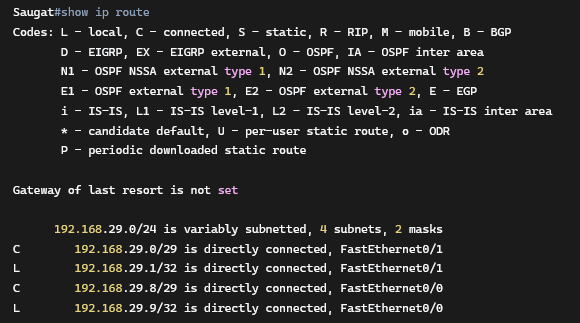 Saugat#show ip route
Codes: L - local, C - connected, S - static, R - RIP, M - mobile, B - BGP
D - EIGRP, EX - EIGRP external, O - OSPF, IA - OSPF inter area
N1 - OSPF NSSA external type 1, N2 - OSPF NSSA external type 2
E1 - OSPF external type 1, E2 - OSPF external type 2, E - EGP
i - IS-IS, L1 - IS-IS level-1, L2 - IS-IS level-2, ia - IS-IS inter area
* - candidate default, U - per-user static route, o - ODR
P - periodic downloaded static route
Gateway of last resort is not set
192.168.29.0/24 is variably subnetted, 4 subnets, 2 masks
C 192.168.29.0/29 is directly connected, FastEthernet0/1
L 192.168.29.1/32 is directly connected, FastEthernet0/1
C 192.168.29.8/29 is directly connected, FastEthernet0/0
L 192.168.29.9/32 is directly connected, FastEthernet0/0